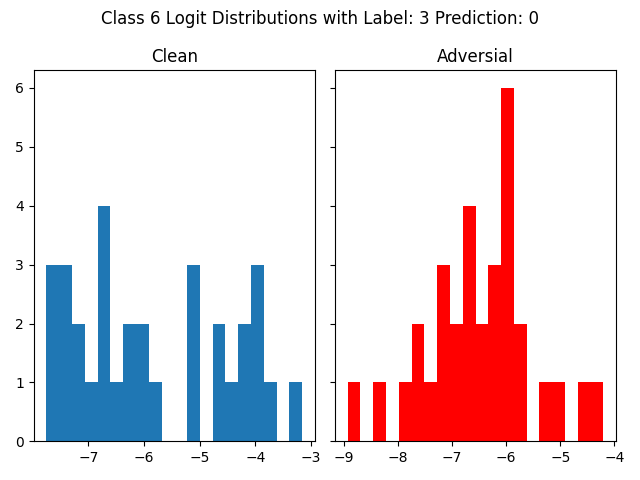 Class 6 Logit Distributions with Label: 3 Prediction: 0
Clean
Adversial
6
5
4
3
2
1
0
−7 −6 −5 −4 −3
−9 −8 −7 −6 −5 −4